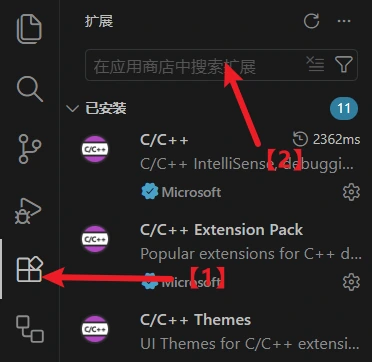 扩展
在应用商店中搜索扩展
已安装
11
C/C++
C/C++
2362ms
C/C++ IntelliSense, debuggi...
【2】
Microsoft
C/C++
C/C++ Extension Pack
Popular extensions for C++ d...
【1】
Microsoft
C/C++
C/C++ Themes
UI Themes for C/C++ extensi...